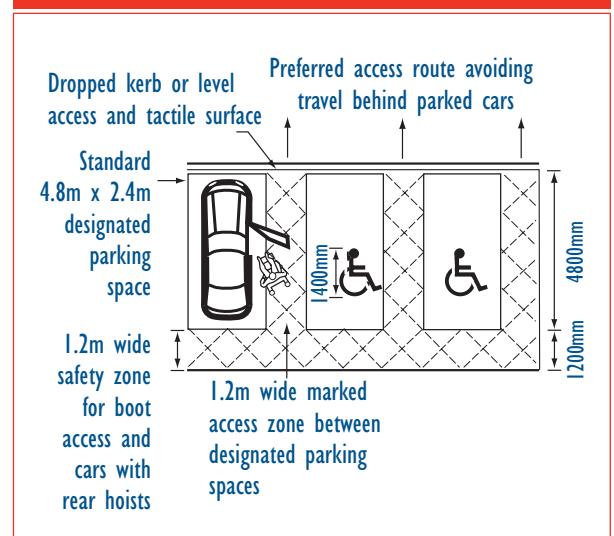 Preferred access route avoiding
travel behind parked cars
Dropped kerb or level
access and tactile surface
Standard
4.8m x 2.4m
designated
parking
space
1400mm
4800mm
1200mm
1.2m wide
safety zone
for boot
access and
cars with
rear hoists
1.2m wide marked
access zone between
designated parking
spaces